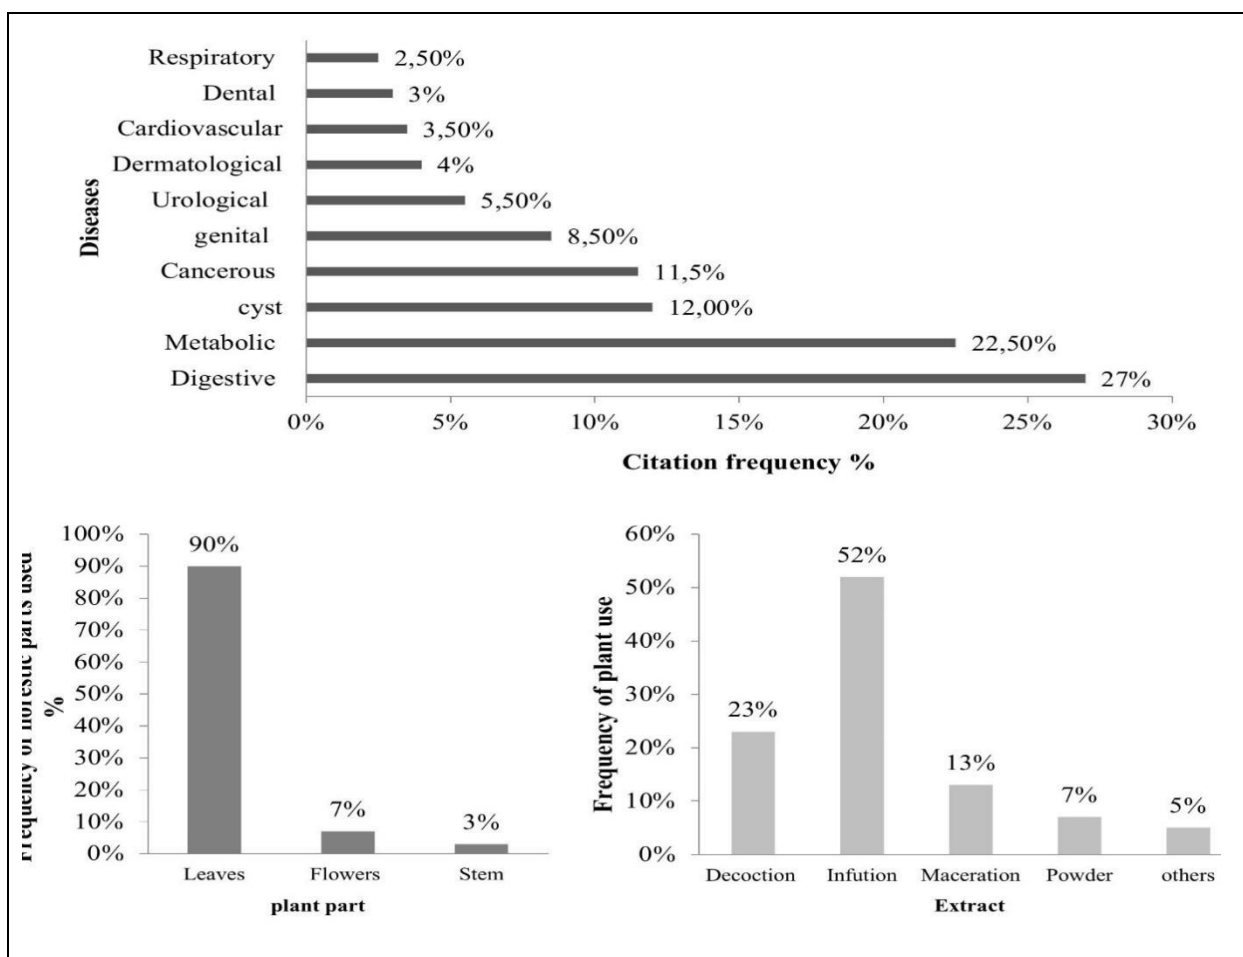 Respiratory 2,50%
Dental 3%
Cardiovascular 3,50%
Dermatological 4%
Urological 5,50%
genital 8,50%
Cancerous 11,5%
cyst 12,00%
Metabolic 22,50%
Digestive 27%
Diseases
0% 5% 10% 15% 20% 25% 30%
Citation frequency %
100%
90%
80%
70%
60%
50%
40%
30%
20%
10%
0%
parts used
%
90%
7%
3%
Leaves Flowers Stem
plant part
60%
50%
40%
30%
20%
10%
0%
Frequency of plant use
23%
52%
13%
7%
5%
Decoction Infution Maceration Powder others
Extract